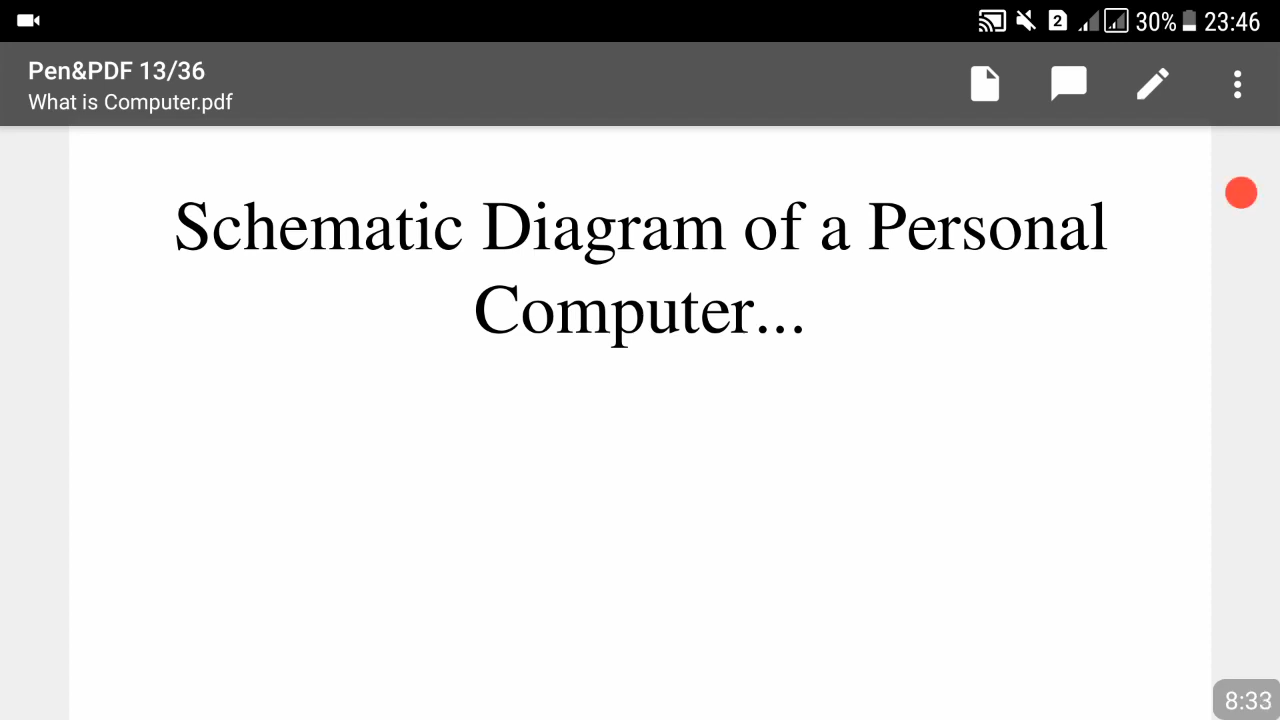 2 30% 23:46
Pen&PDF 13/36
What is Computer.pdf
Schematic Diagram of a Personal
Computer...
8:33